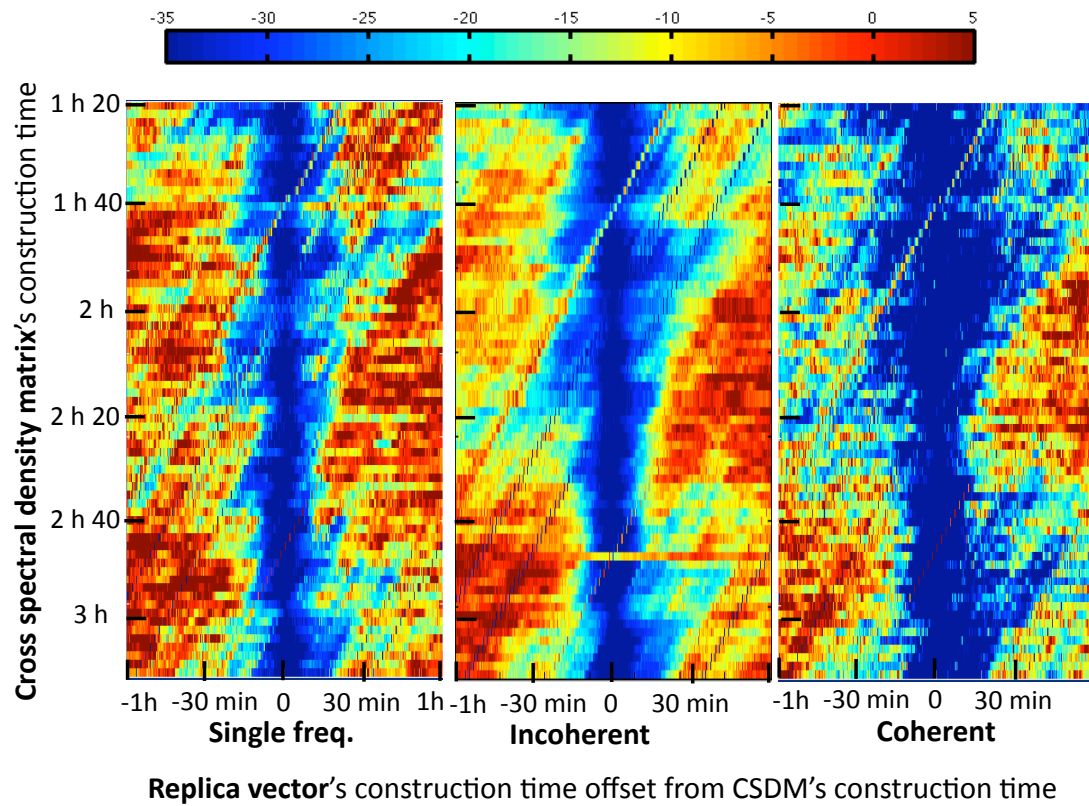 -35 -30 -25 -20 -15 -10 -5 0 5
Cross spectral density matrix's construction time
1 h 20
1 h 40
2 h
2 h 20
2 h 40
3 h
-1h -30 min 0 30 min 1h
-1h -30 min 0 30 min
-1h -30 min 0 30 min
Single freq.
Incoherent
Coherent
Replica vector's construction time offset from CSDM's construction time